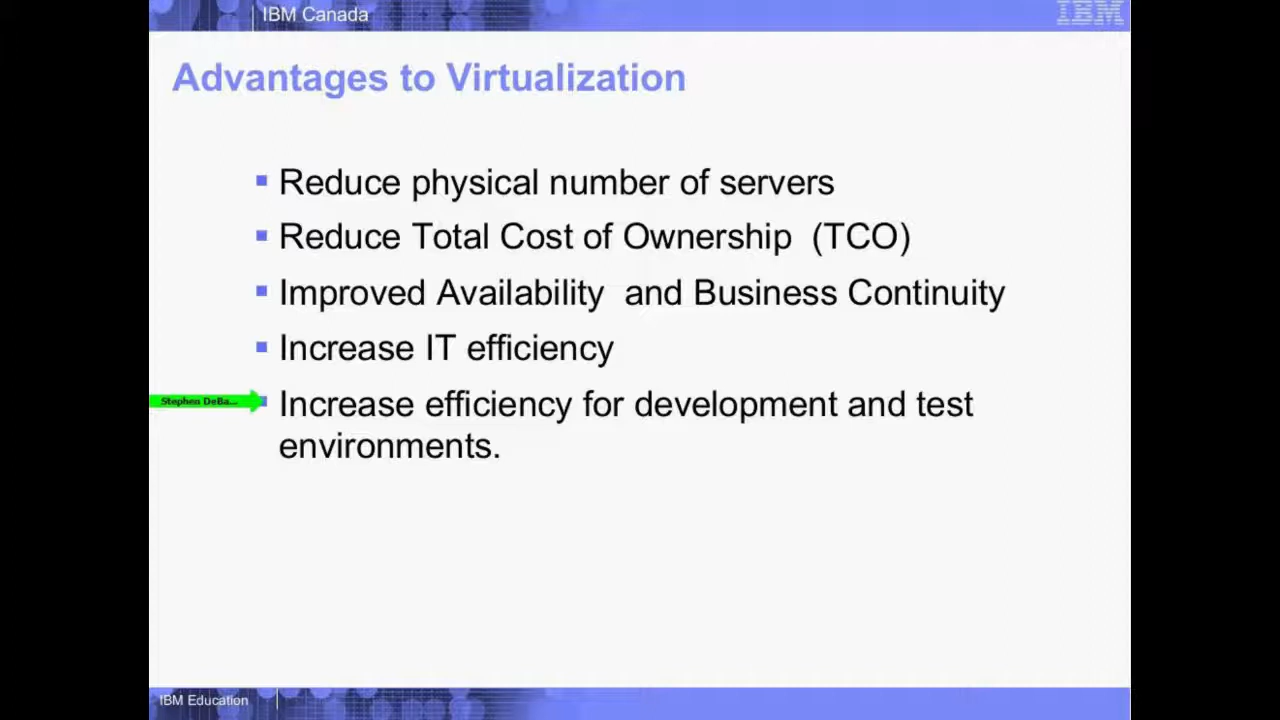 IBM Canada
IBM
Advantages to Virtualization
Reduce physical number of servers
Reduce Total Cost of Ownership (TCO)
Improved Availability and Business Continuity
Increase IT efficiency
Stephen DeBa...
Increase efficiency for development and test
environments.
IBM Education